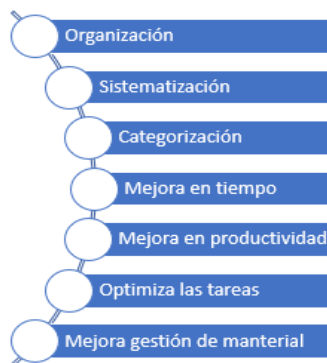 Organización
Sistematización
Categorización
Mejora en tiempo
Mejora en productividad
Optimiza las tareas
Mejora gestión de manterial